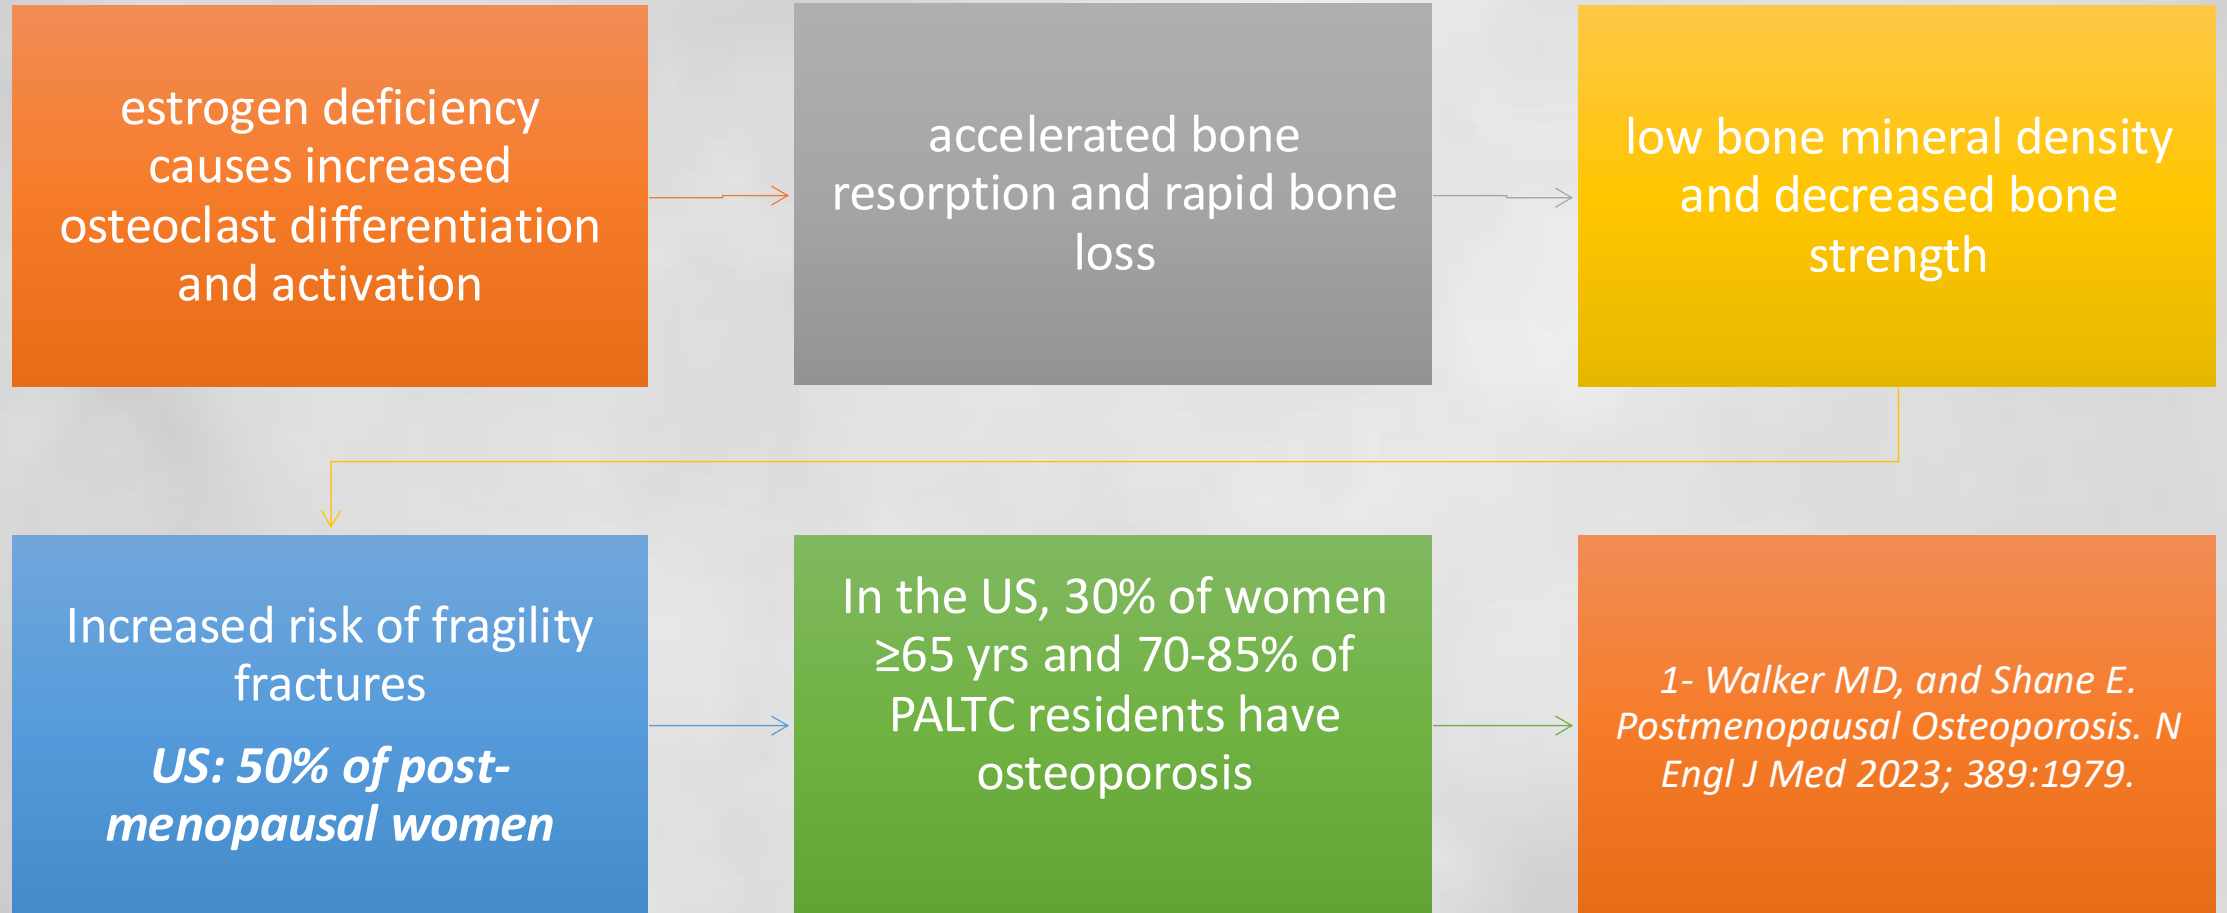 estrogen deficiency
causes increased
osteoclast differentiation
and activation
accelerated bone
resorption and rapid bone
loss
low bone mineral density
and decreased bone
strength
Increased risk of fragility
fractures
US: 50% of post-
menopausal women
In the US, 30% of women
≥65 yrs and 70-85% of
PALTC residents have
osteoporosis
1- Walker MD, and Shane E.
Postmenopausal Osteoporosis. N
Engl J Med 2023; 389:1979.